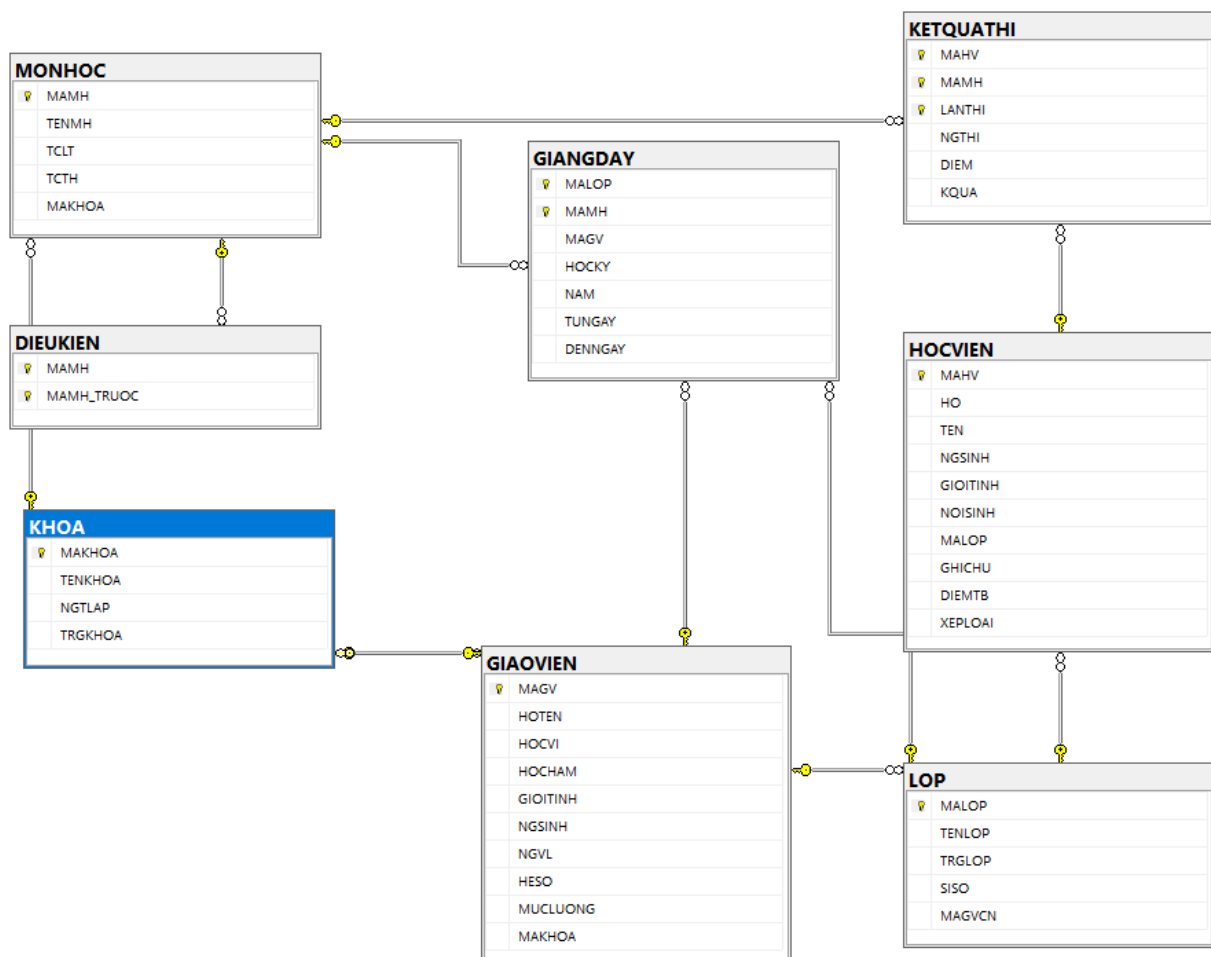 MONHOC
MAMH
TENMH
TCLT
TCTH
MAKHOA
KETQUATHI
MAHV
MAMH
LANTHI
NGTHI
DIEM
KQUA
GIANGDAY
MALOP
MAMH
MAGV
HOCKY
NAM
TUNGAY
DENNGAY
DIEUKIEN
MAMH
MAMH_TRUOC
HOCVIEN
MAHV
HO
TEN
NGSINH
GIOITINH
NOISINH
MALOP
GHICHU
DIEMTB
XEPLOAI
KHOA
MAKHOA
TENKHOA
NGTLAP
TRGKHOA
GIAOVIEN
MAGV
HOTEN
HOCVI
HOCHAM
GIOITINH
NGSINH
NGVL
HESO
MUCLUONG
MAKHOA
LOP
MALOP
TENLOP
TRGLOP
SISO
MAGVCN